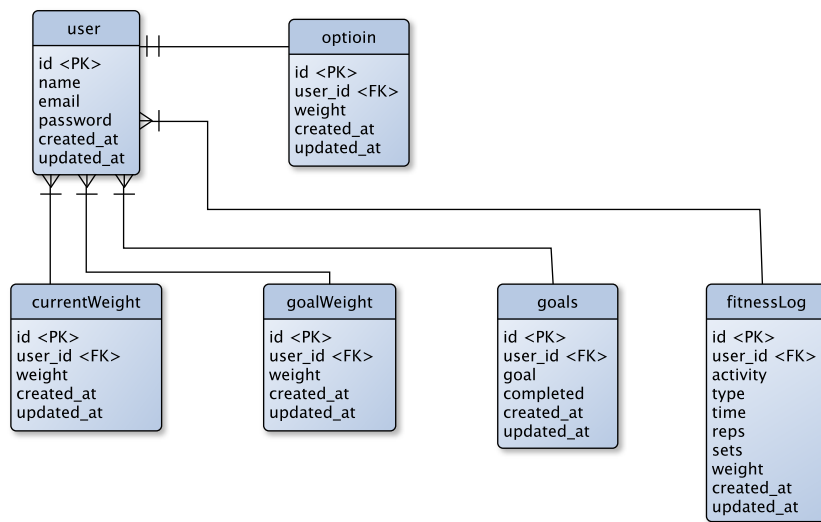 user
id <PK>
name
email
password
created_at
updated_at
optioin
id <PK>
user_id <FK>
weight
created_at
updated_at
currentWeight
id <PK>
user_id <FK>
weight
created_at
updated_at
goalWeight
id <PK>
user_id <FK>
weight
created_at
updated_at
goals
id <PK>
user_id <FK>
goal
completed
created_at
updated_at
fitnessLog
id <PK>
user_id <FK>
activity
type
time
reps
sets
weight
created_at
updated_at